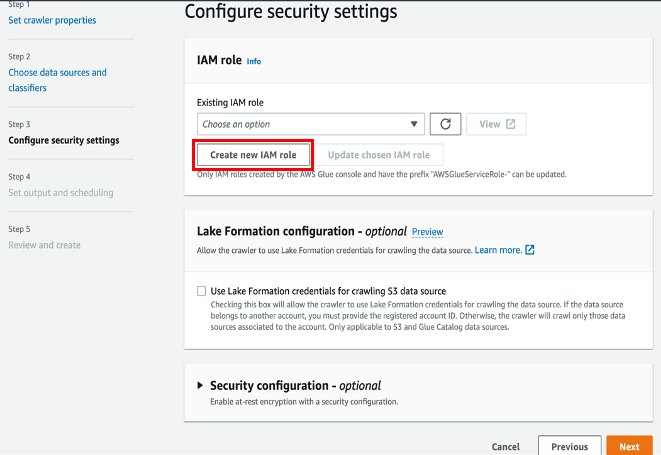 Step 1
Set crawler properties
Step 2
Choose data sources and
classifiers
Step 3
Configure security settings
Step 4
Set output and scheduling
Step 5
Review and create
Configure security settings
IAM role Info
Existing IAM role
Choose an option
View
Create new IAM role
Update chosen IAM role
Only IAM roles created by the AWS Glue console and have the prefix "AWSGlueServiceRole-" can be updated.
Lake Formation configuration - optional Preview
Allow the crawler to use Lake Formation credentials for crawling the data source. Learn more.
Use Lake Formation credentials for crawling S3 data source
Checking this box will allow the crawler to use Lake Formation credentials for crawling the data source. If the data source
belongs to another account, you must provide the registered account ID. Otherwise, the crawler will crawl only those data
sources associated to the account. Only applicable to S3 and Glue Catalog data sources.
Security configuration - optional
Enable at-rest encryption with a security configuration.
Cancel
Previous
Next